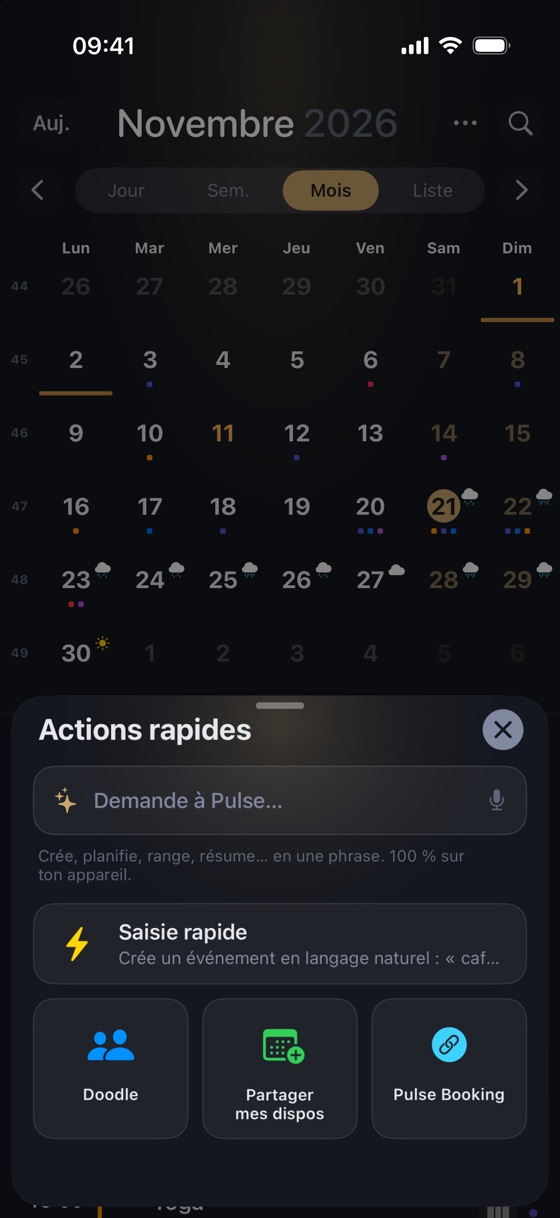 09:41
Auj.
Novembre 2026
Jour Sem. Mois Liste
Lun Mar Mer Jeu Ven Sam Dim
44 26 27 28 29 30 31 1
45 2 3 4 5 6 7 8
46 9 10 11 12 13 14 15
47 16 17 18 19 20 21 22
48 23 24 25 26 27 28 29
49 30 1 2 3 4 5 6
Actions rapides
Demande à Pulse...
Crée, planifie, range, résume... en une phrase. 100 % sur
ton appareil.
Saisie rapide
Crée un événement en langage naturel : « caf...
Doodle
Partager
mes dispos
Pulse Booking